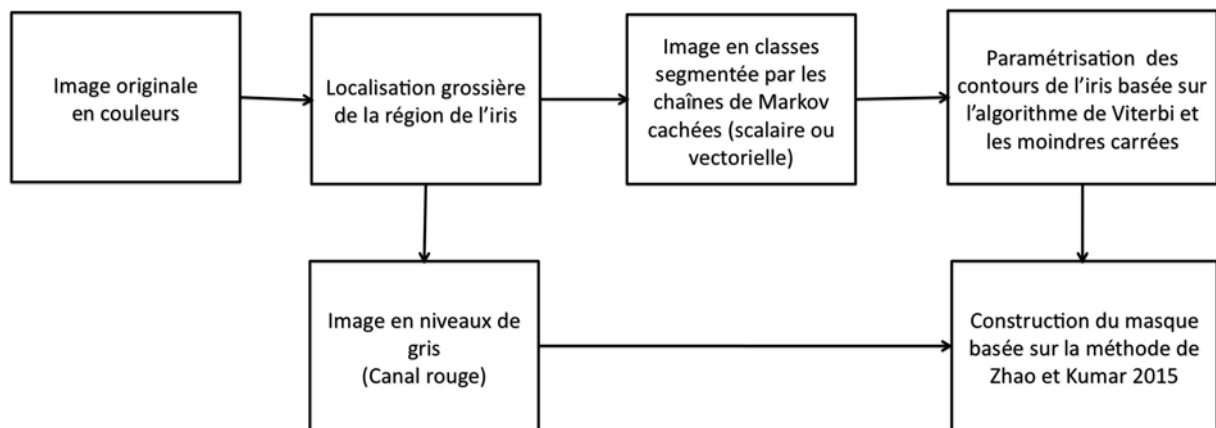 Image originale
en couleurs
Localisation grossière
de la région de l'iris
Image en classes
segmentée par les
chaînes de Markov
cachées (scalaire ou
vectorielle)
Paramétrisation des
contours de l'iris basée sur
l'algorithme de Viterbi et
les moindres carrées
Image en niveaux de
gris
(Canal rouge)
Construction du masque
basée sur la méthode de
Zhao et Kumar 2015